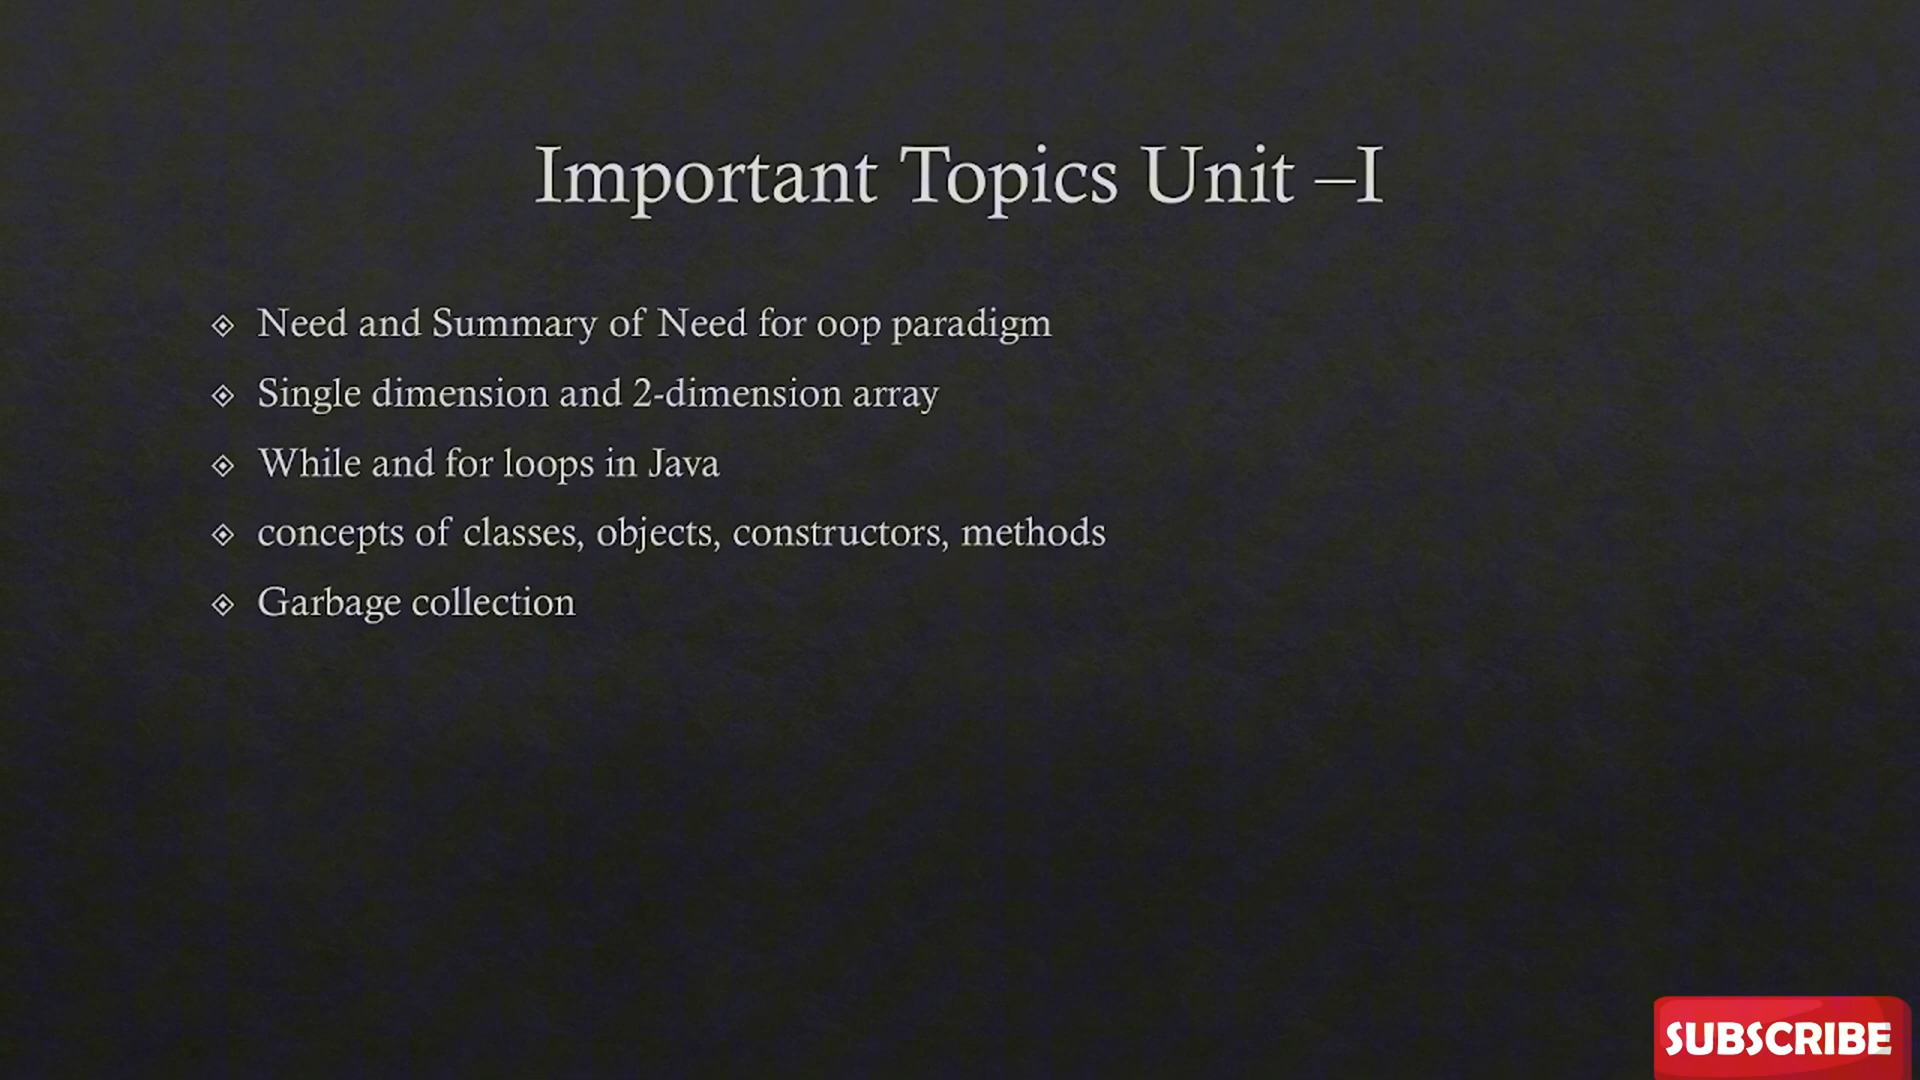 Important Topics Unit –I
Need and Summary of Need for oop paradigm
Single dimension and 2-dimension array
While and for loops in Java
concepts of classes, objects, constructors, methods
Garbage collection
SUBSCRIBE